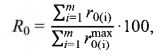 $$R_0 = \frac{\sum_{i=1}^{m} r_{0(i)}}{\sum_{i=1}^{m} r_{0(i)}^{\max}} \cdot 100,$$